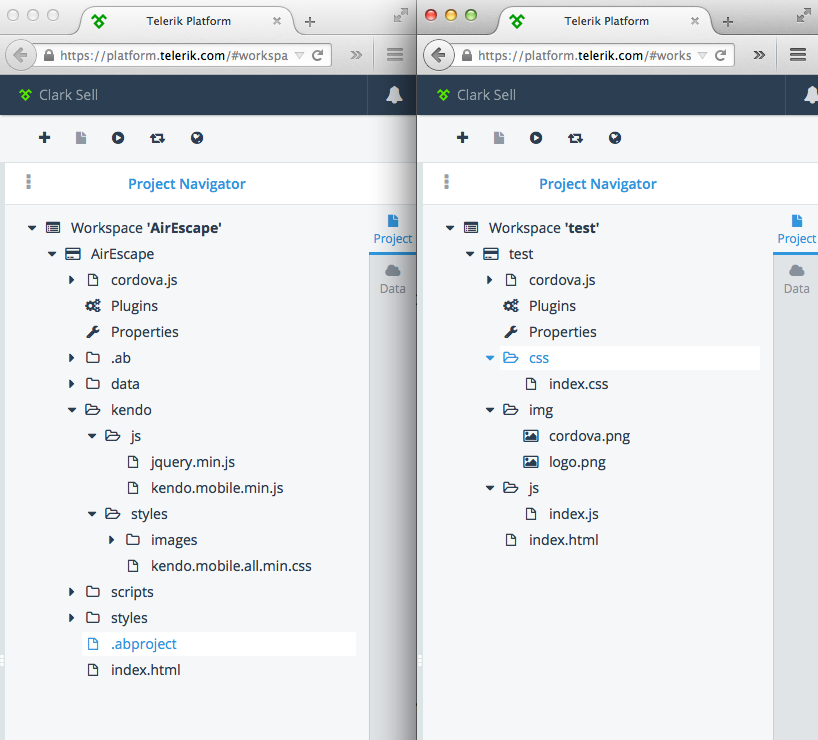 Telerik Platform
https://platform.telerik.com/#workspa
Clark Sell
Project Navigator
Workspace 'AirEscape'
AirEscape
cordova.js
Plugins
Properties
.ab
data
kendo
js
jquery.min.js
kendo.mobile.min.js
styles
images
kendo.mobile.all.min.css
scripts
styles
.abproject
index.html
Project
Data
Telerik Platform
https://platform.telerik.com/#works
Clark Sell
Project Navigator
Workspace 'test'
test
cordova.js
Plugins
Properties
css
index.css
img
cordova.png
logo.png
js
index.js
index.html
Project
Data